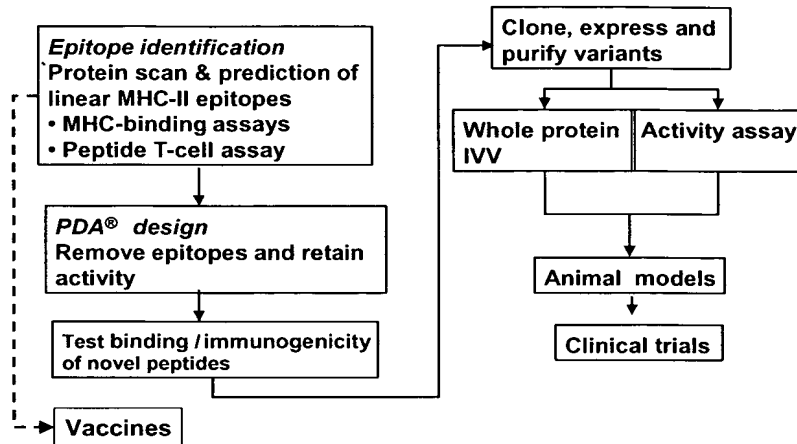 Epitope identification
Protein scan & prediction of
linear MHC-II epitopes
• MHC-binding assays
• Peptide T-cell assay
PDA® design
Remove epitopes and retain
activity
Test binding / immunogenicity
of novel peptides
Vaccines
Clone, express and
purify variants
Whole protein
IVV
Activity assay
Animal models
Clinical trials